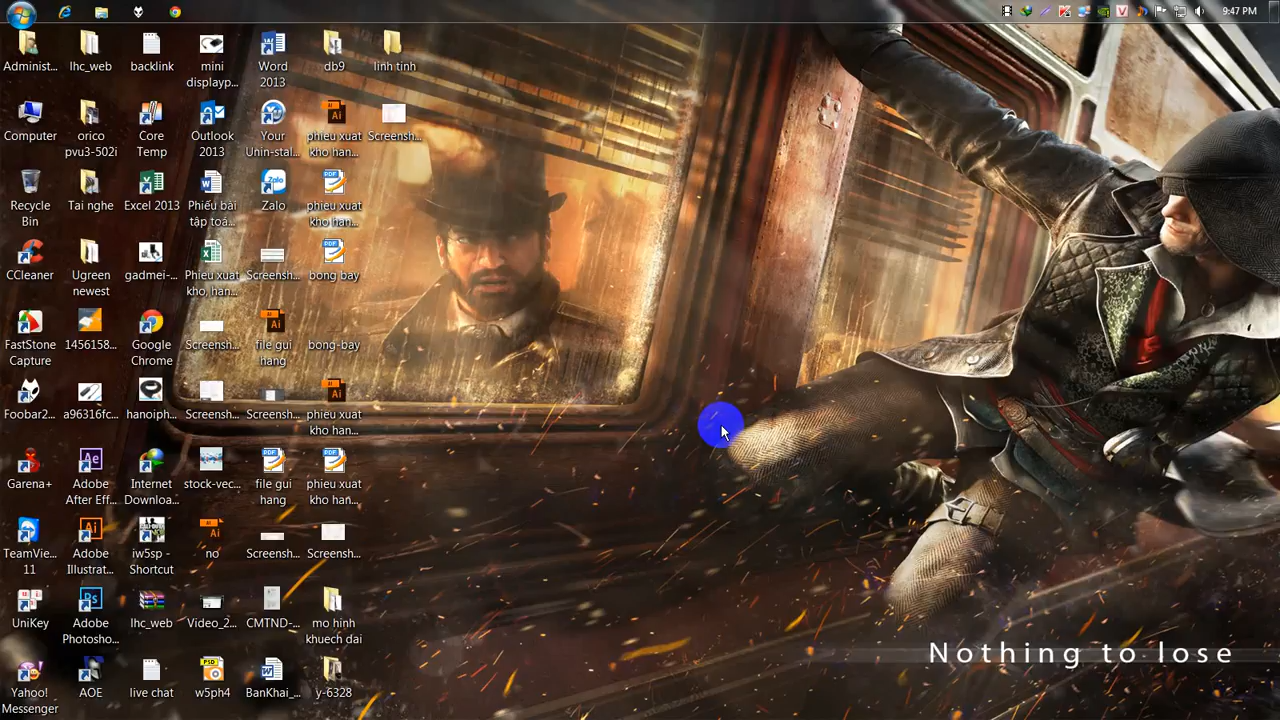 9:47 PM
Administ...
lhc_web
backlink
mini
displayp...
Word
2013
db9
linh tinh
Computer
orico
pvu3-502i
Core
Temp
Outlook
2013
Your
Unin-stal...
phieu xuat
kho han...
Screensh...
Recycle
Bin
Tai nghe
Excel 2013
Phiếu bài
tập toá...
Zalo
phieu xuat
kho han...
CCleaner
Ugreen
newest
gadmei-...
Phieu xuat
kho, han...
Screensh...
bong bay
FastStone
Capture
1456158...
Google
Chrome
Screensh...
file gui
hang
bong-bay
Foobar2...
a96316fc...
hanoiph...
Screensh...
Screensh...
phieu xuat
kho han...
Garena+
Adobe
After Eff...
Internet
Downloa...
stock-vec...
file gui
hang
phieu xuat
kho han...
TeamVie...
11
Adobe
Illustrat...
iw5sp -
Shortcut
no
Screensh...
Screensh...
UniKey
Adobe
Photosho...
lhc_web
Video_2...
CMTND-...
mo hinh
khuech dai
Yahoo!
Messenger
AOE
live chat
w5ph4
BanKhai_...
y-6328
Nothing to lose